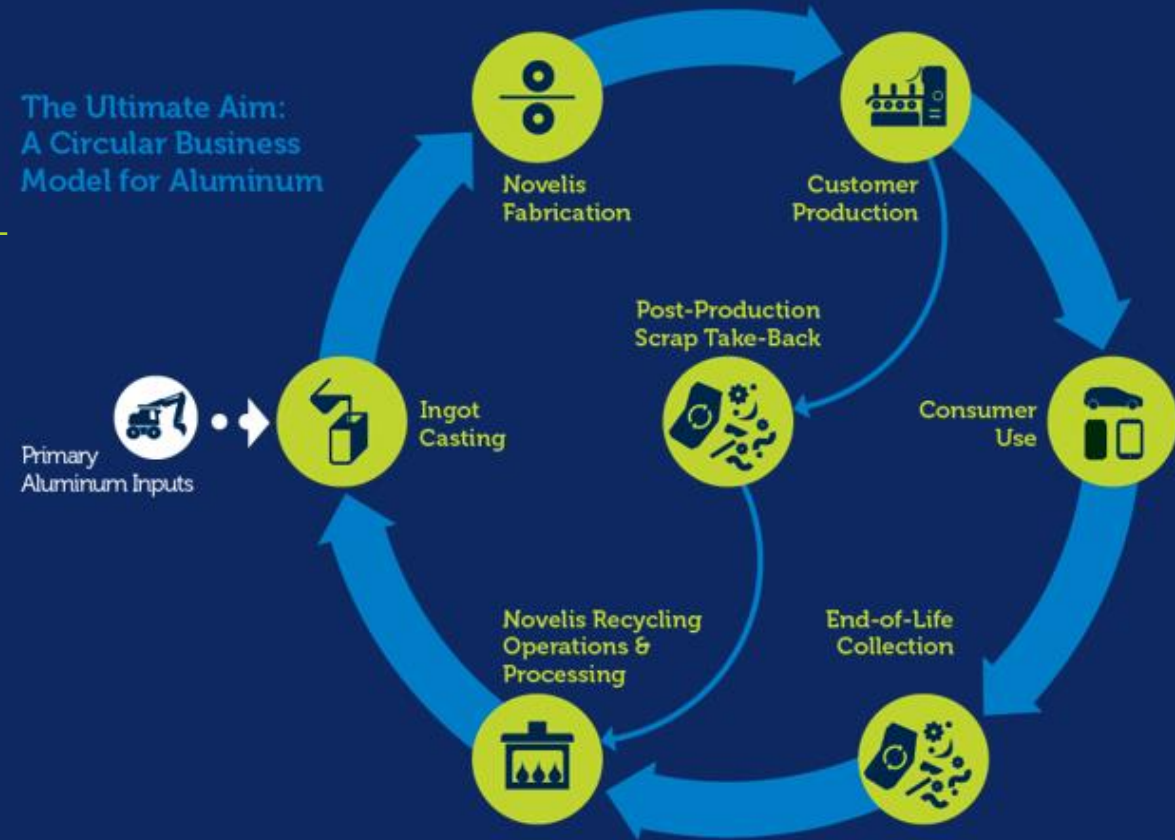 The Ultimate Aim:
A Circular Business
Model for Aluminum
Novelis
Fabrication
Customer
Production
Post-Production
Scrap Take-Back
Primary
Aluminum Inputs
Ingot
Casting
Consumer
Use
Novelis Recycling
Operations &
Processing
End-of-Life
Collection